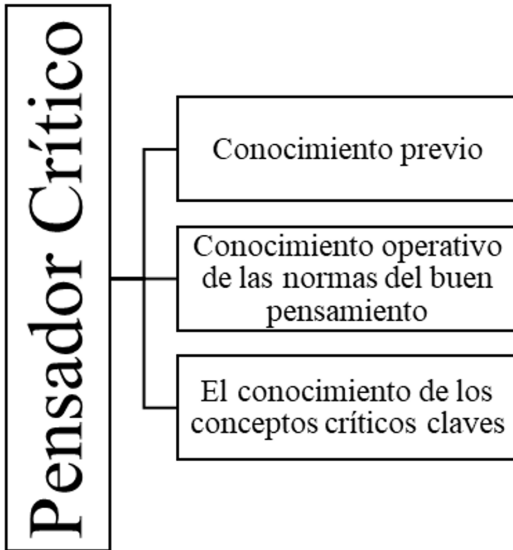 Pensador Crítico
Conocimiento previo
Conocimiento operativo
de las normas del buen
pensamiento
El conocimiento de los
conceptos críticos claves